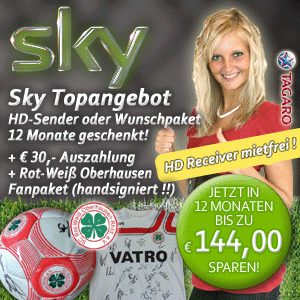 sky
TAGARO
Sky Topangebot
HD-Sender oder Wunschpaket
12 Monate geschenkt!
+ € 30,- Auszahlung
+ Rot-Weiß Oberhausen
Fanpaket (handsigniert !!)
HD Receiver mietfrei !
JETZT IN
12 MONATEN
BIS ZU
€ 144,00
SPAREN!
VATRO